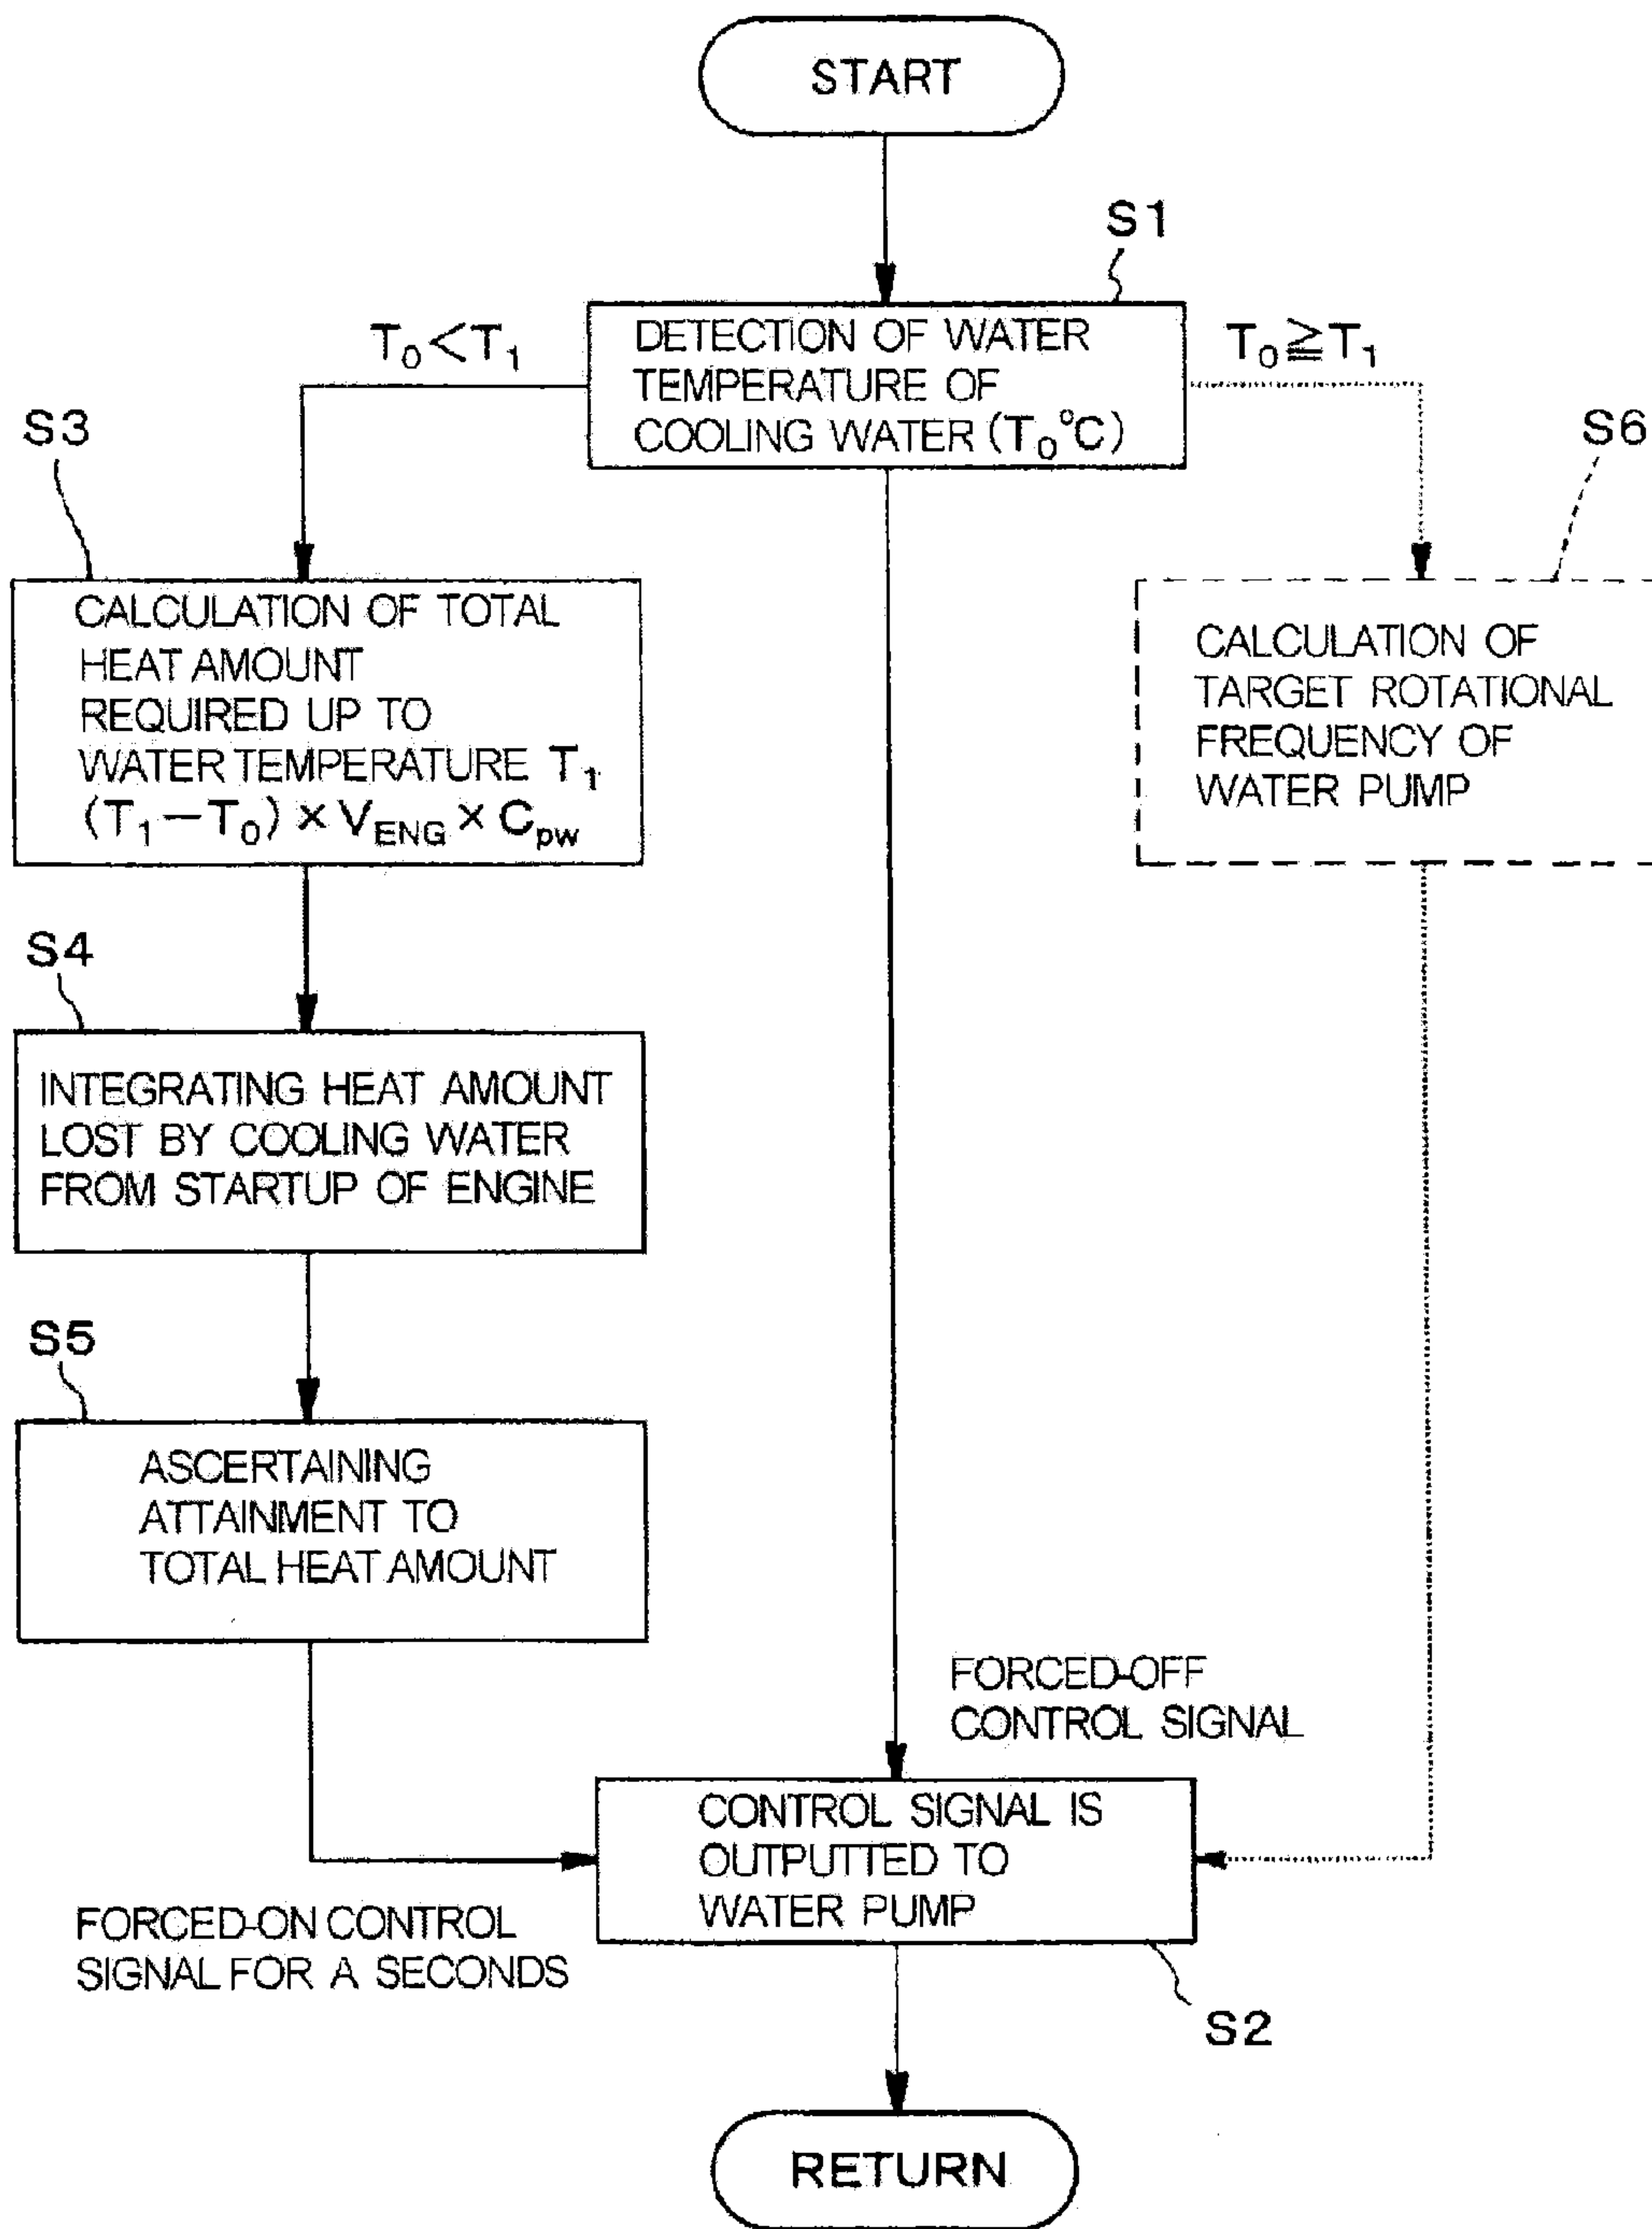 START
S1
T₀<T₁
DETECTION OF WATER
TEMPERATURE OF
COOLING WATER (T₀°C)
T₀≧T₁
S3
S6
CALCULATION OF TOTAL
HEAT AMOUNT
REQUIRED UP TO
WATER TEMPERATURE T₁
(T₁−T₀)×V_ENG×C_pw
CALCULATION OF
TARGET ROTATIONAL
FREQUENCY OF
WATER PUMP
S4
INTEGRATING HEAT AMOUNT
LOST BY COOLING WATER
FROM STARTUP OF ENGINE
S5
ASCERTAINING
ATTAINMENT TO
TOTAL HEAT AMOUNT
FORCED-OFF
CONTROL SIGNAL
CONTROL SIGNAL IS
OUTPUTTED TO
WATER PUMP
FORCED-ON CONTROL
SIGNAL FOR A SECONDS
S2
RETURN